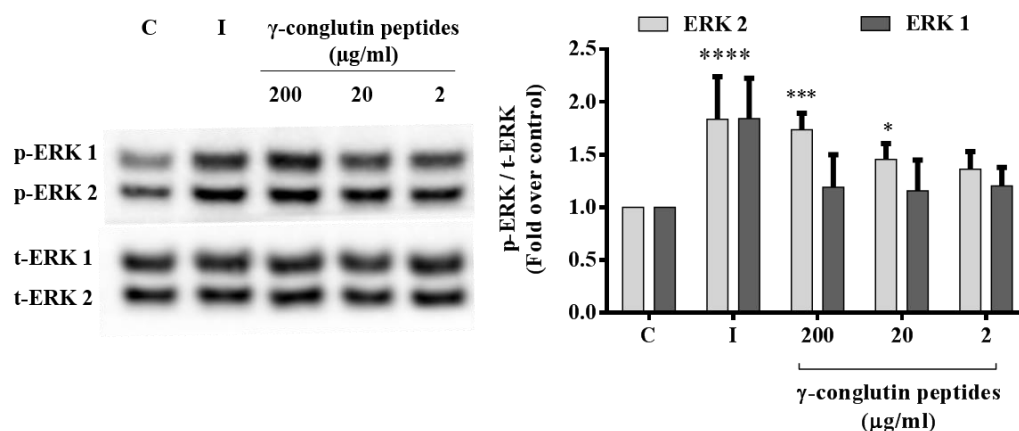 C I γ-conglutin peptides
(µg/ml)
200 20 2
p-ERK 1
p-ERK 2
t-ERK 1
t-ERK 2
ERK 2 ERK 1
p-ERK / t-ERK
(Fold over control)
2.5
2.0
1.5
1.0
0.5
0.0
****
***
*
C I 200 20 2
γ-conglutin peptides
(µg/ml)